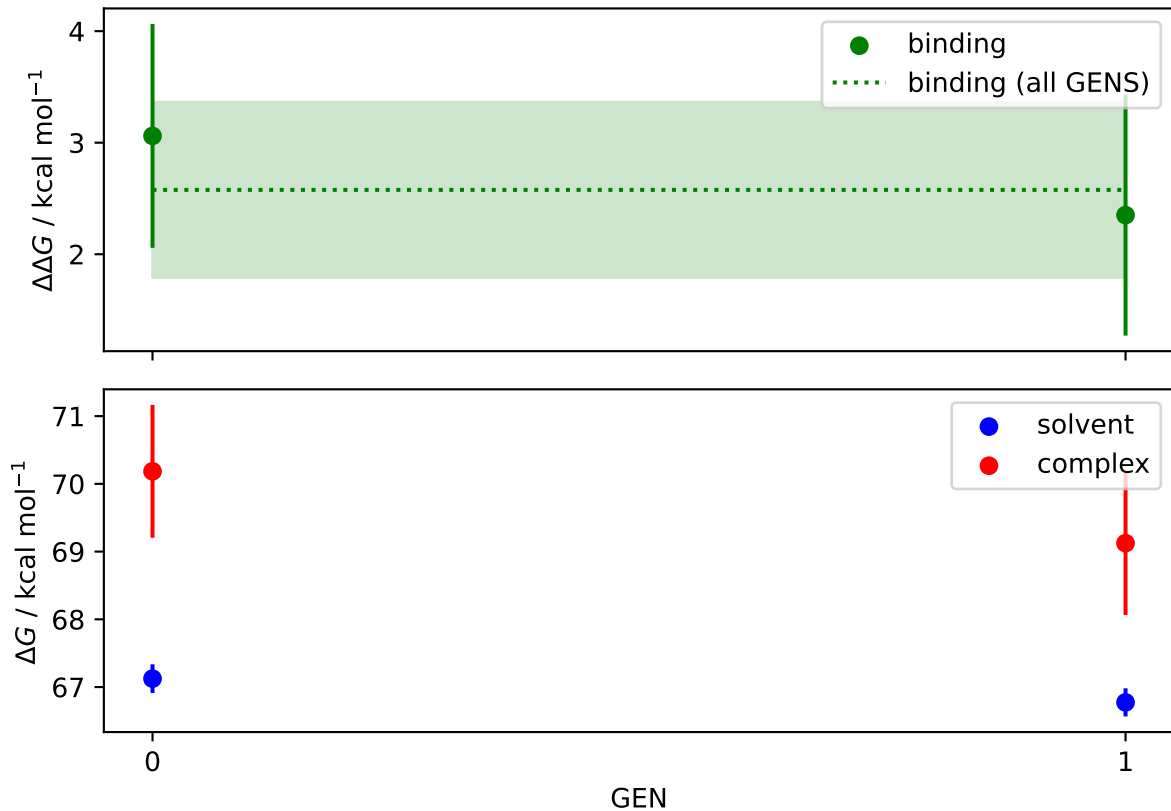 4
3
2
ΔΔG / kcal mol⁻¹
binding
binding (all GENS)
71
70
69
68
67
ΔG / kcal mol⁻¹
solvent
complex
0
1
GEN